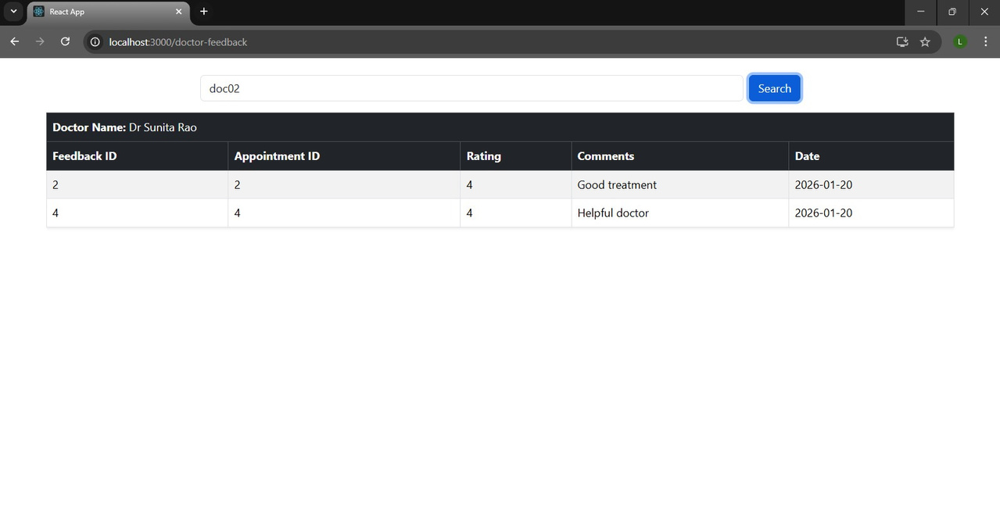 React App
localhost:3000/doctor-feedback
L
doc02
Search
Doctor Name: Dr Sunita Rao
Feedback ID Appointment ID Rating Comments Date
2 2 4 Good treatment 2026-01-20
4 4 4 Helpful doctor 2026-01-20